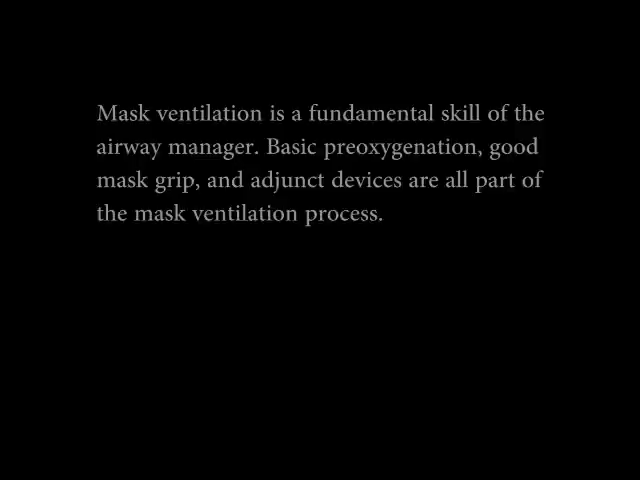 Mask ventilation is a fundamental skill of the
airway manager. Basic preoxygenation, good
mask grip, and adjunct devices are all part of
the mask ventilation process.